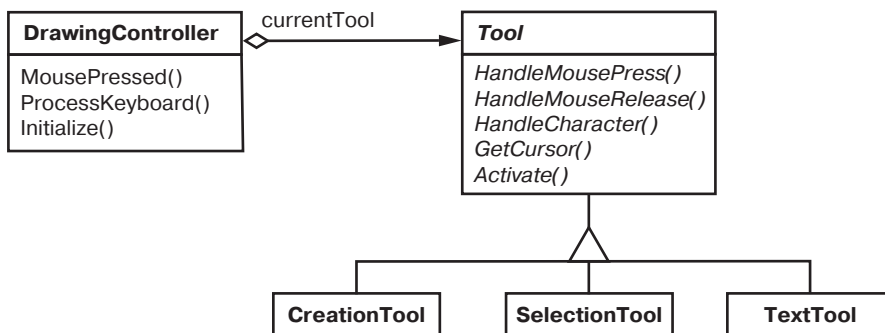 DrawingController
MousePressed()
ProcessKeyboard()
Initialize()
currentTool
Tool
HandleMousePress()
HandleMouseRelease()
HandleCharacter()
GetCursor()
Activate()
CreationTool
SelectionTool
TextTool